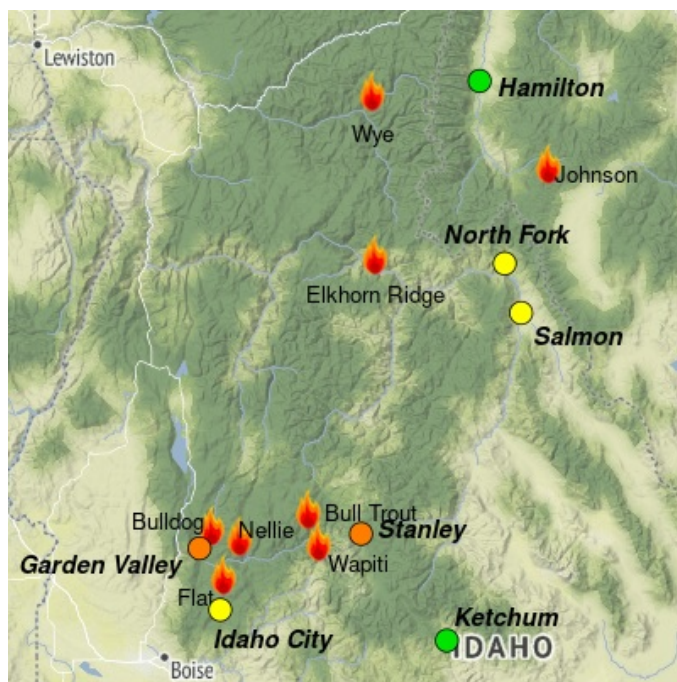 Lewiston
Hamilton
Wye
Johnson
North Fork
Elkhorn Ridge
Salmon
Bull Trout
Bulldog
Nellie
Stanley
Garden Valley
Wapiti
Flat
Ketchum
Idaho City
IDAHO
Boise